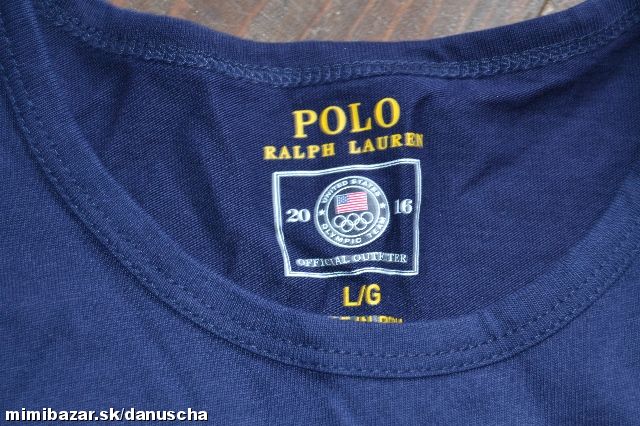 POLO
RALPH LAUREN
UNITED STATES
20 16
OLYMPIC TEAM
OFFICIAL OUTFITTER
L/G
mimibazar.sk/danuscha